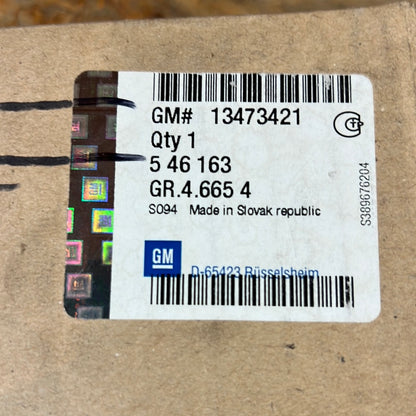 GM# 13473421
Qty 1
5 46 163
GR.4.665 4
S094 Made in Slovak republic
GM
D-65423 Rüsselsheim
S389676204